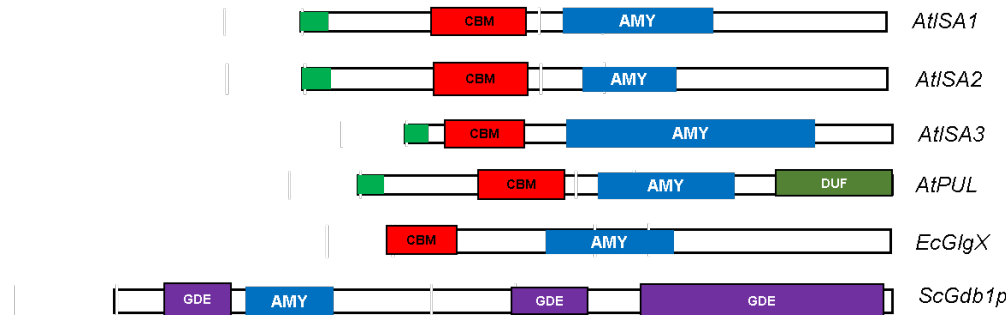 CBM AMY AtISA1
CBM AMY AtISA2
CBM AMY AtISA3
CBM AMY DUF AtPUL
CBM AMY EcGlgX
GDE AMY GDE GDE ScGdb1p